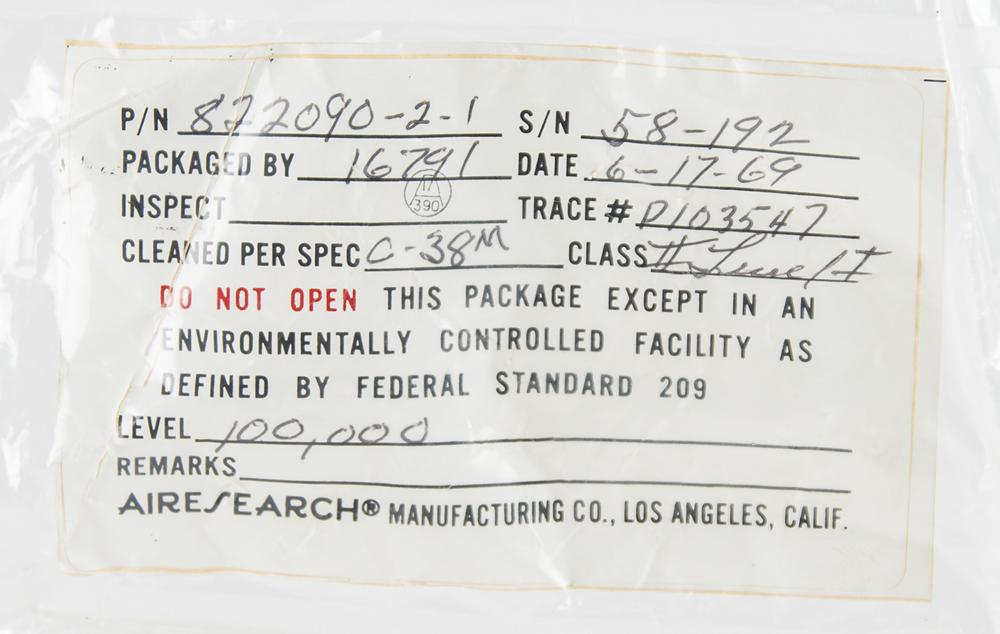 P/N 822090-2-1 S/N 58-192
PACKAGED BY 16791 DATE 6-17-69
17
390
INSPECT TRACE # D103547
CLEANED PER SPEC C-38M CLASS II Level I
DO NOT OPEN THIS PACKAGE EXCEPT IN AN
ENVIRONMENTALLY CONTROLLED FACILITY AS
DEFINED BY FEDERAL STANDARD 209
LEVEL 100,000
REMARKS
AIRESEARCH® MANUFACTURING CO., LOS ANGELES, CALIF.